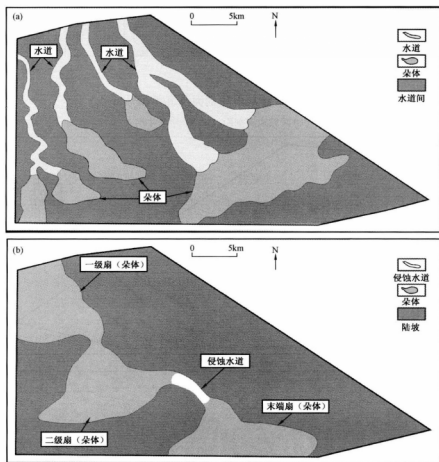 (a)
0 5km
N
水道
水道
水道
朵体
水道间
朵体
(b)
0 5km
N
一级扇（朵体）
侵蚀水道
朵体
陆坡
侵蚀水道
末端扇（朵体）
二级扇（朵体）